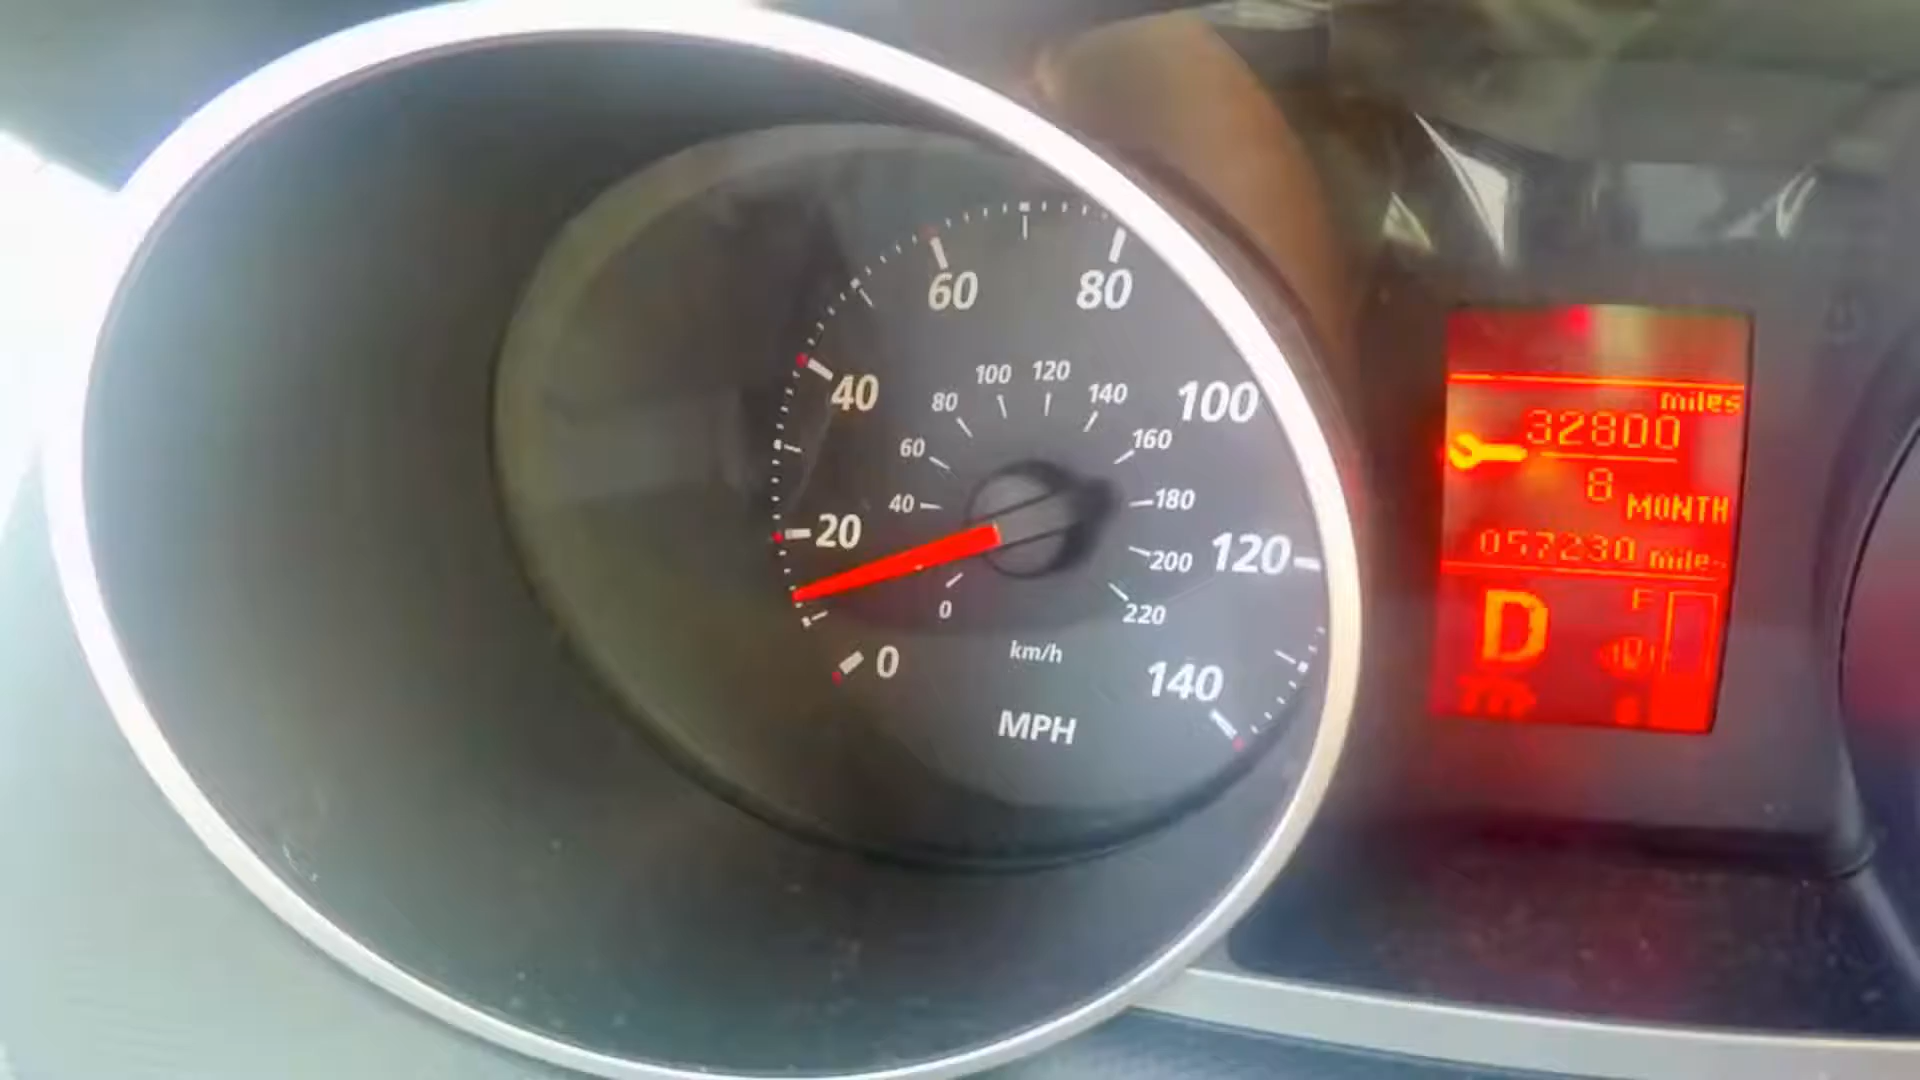 60 80
40 100
100 120
80 140
60 160
40 180
20 200 120
0 220
0 km/h 140
MPH
miles
32800
8 MONTH
057230 mile
D